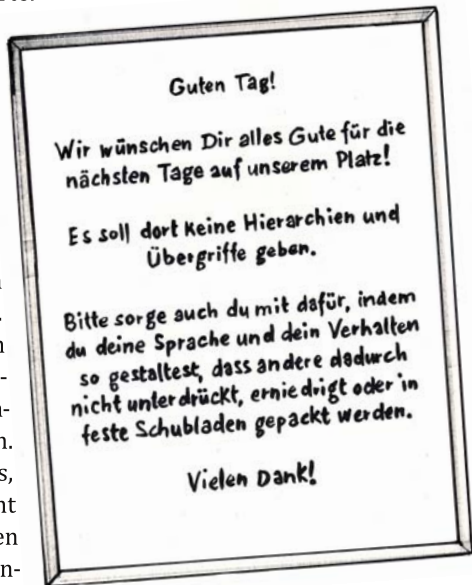 Guten Tag!
Wir wünschen Dir alles Gute für die
nächsten Tage auf unserem Platz!
Es soll dort keine Hierarchien und
Übergriffe geben.
Bitte sorge auch du mit dafür, indem
du deine Sprache und dein Verhalten
so gestaltest, dass andere dadurch
nicht unterdrückt, erniedrigt oder in
feste Schubladen gepackt werden.
Vielen Dank!